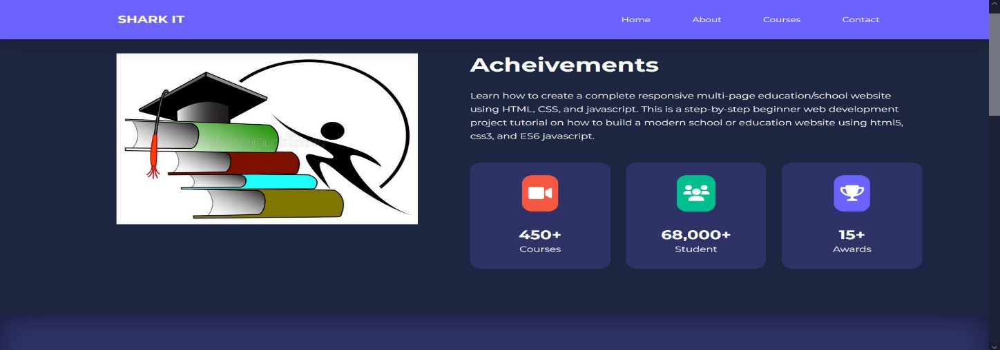 SHARK IT
Home About Courses Contact
Acheivements
Learn how to create a complete responsive multi-page education/school website
using HTML, CSS, and javascript. This is a step-by-step beginner web development
project tutorial on how to build a modern school or education website using html5,
css3, and ES6 javascript.
dreamstime
450+
Courses
68,000+
Student
15+
Awards